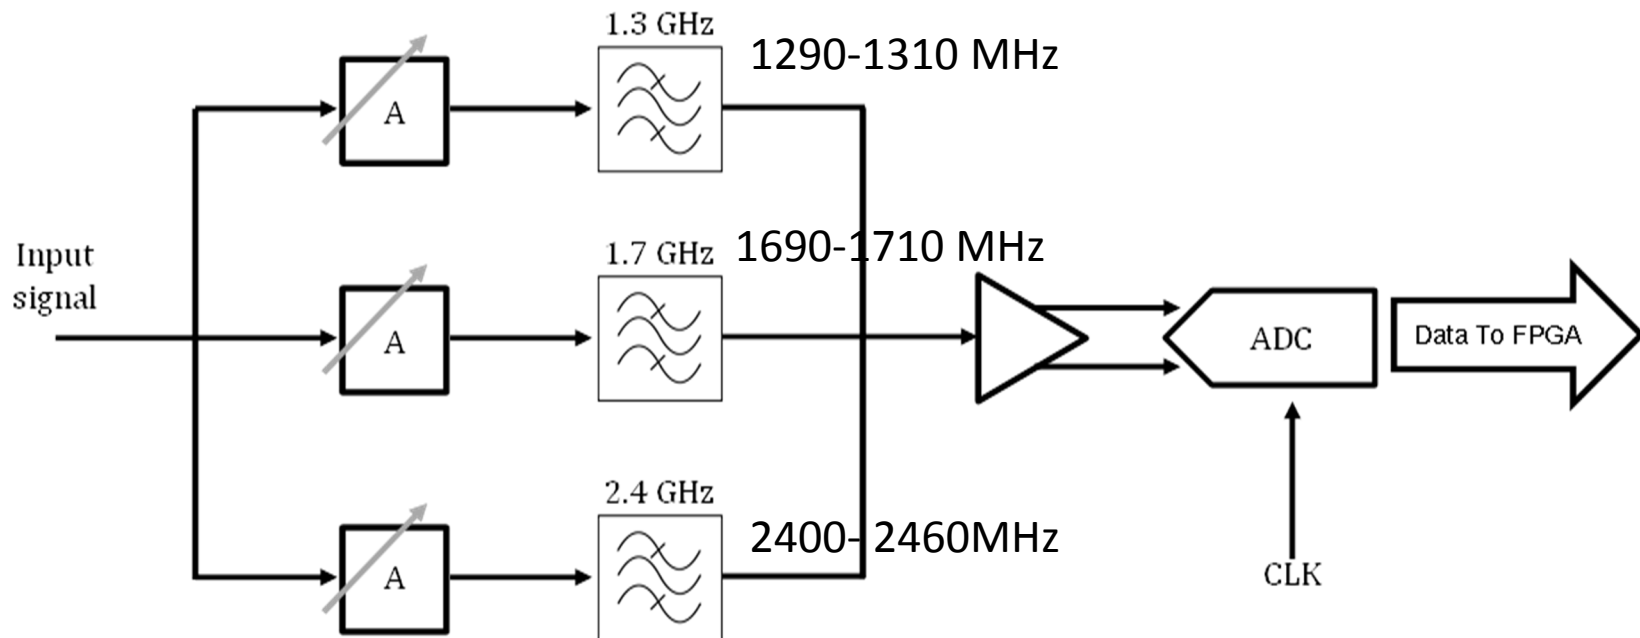 1.3 GHz
1290-1310 MHz
A
1.7 GHz
1690-1710 MHz
Input
signal
A
ADC
Data To FPGA
2.4 GHz
2400- 2460MHz
A
CLK